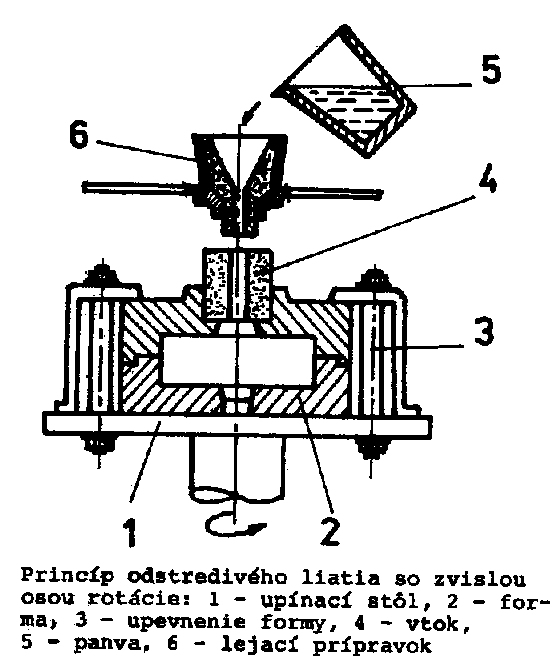 5
6
4
3
1
2
Princíp odstredivého liatia so zvislou
osou rotácie: 1 - upínací stôl, 2 - for-
ma, 3 - upevnenie formy, 4 - vtok,
5 - panva, 6 - lejací prípravok